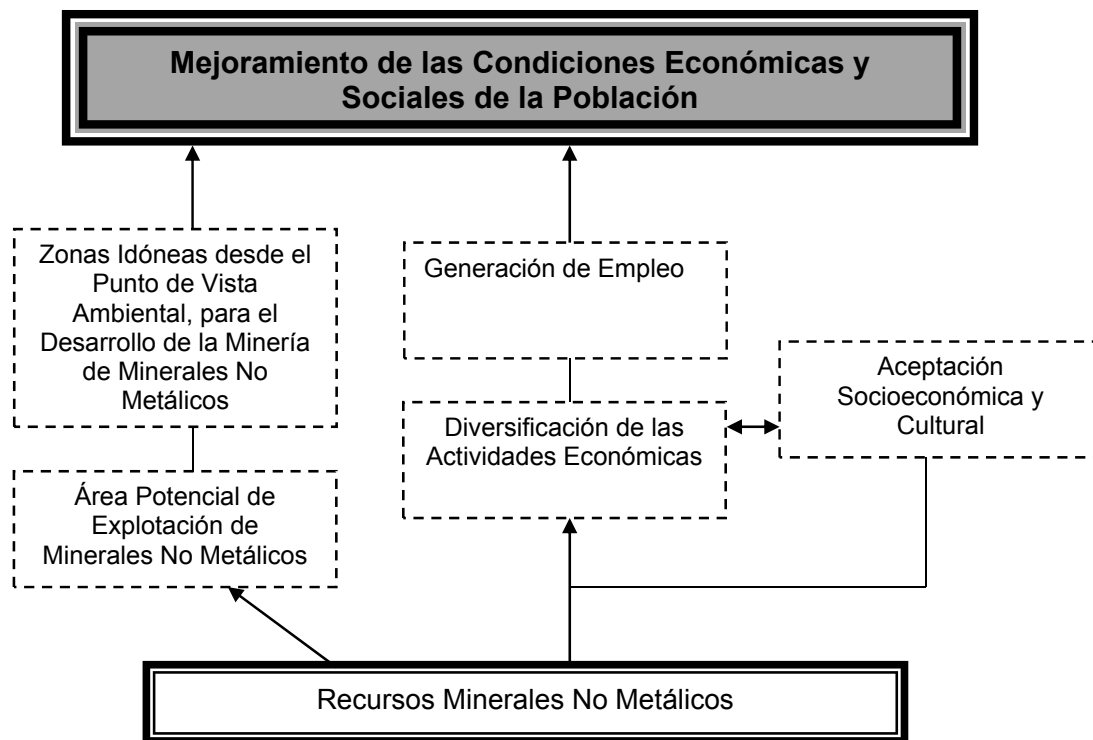 Mejoramiento de las Condiciones Económicas y
Sociales de la Población
Zonas Idóneas desde el
Punto de Vista
Ambiental, para el
Desarrollo de la Minería
de Minerales No
Metálicos
Generación de Empleo
Aceptación
Socioeconómica y
Cultural
Diversificación de las
Actividades Económicas
Área Potencial de
Explotación de
Minerales No Metálicos
Recursos Minerales No Metálicos